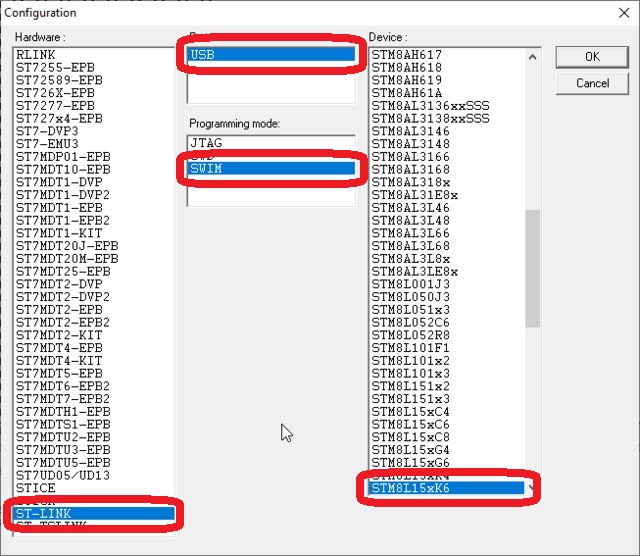 Configuration
Hardware :
RLINK
ST7255-EPB
ST72589-EPB
ST726X-EPB
ST7277-EPB
ST727x4-EPB
ST7-DVP3
ST7-EMU3
ST7MDP01-EPB
ST7MDT10-EPB
ST7MDT1-DVP
ST7MDT1-DVP2
ST7MDT1-EPB
ST7MDT1-EPB2
ST7MDT1-KIT
ST7MDT20J-EPB
ST7MDT20M-EPB
ST7MDT25-EPB
ST7MDT2-DVP
ST7MDT2-DVP2
ST7MDT2-EPB
ST7MDT2-EPB2
ST7MDT2-KIT
ST7MDT4-EPB
ST7MDT4-KIT
ST7MDT5-EPB
ST7MDT6-EPB2
ST7MDT7-EPB2
ST7MDTH1-EPB
ST7MDTS1-EPB
ST7MDTU2-EPB
ST7MDTU3-EPB
ST7MDTU5-EPB
ST7UD05/UD13
STICE
ST-LINK
USB
Programming mode:
JTAG
SWIM
Device :
STM8AH617
STM8AH618
STM8AH619
STM8AH61A
STM8AL3136xxSSS
STM8AL3138xxSSS
STM8AL3146
STM8AL3148
STM8AL3166
STM8AL3168
STM8AL318x
STM8AL31E8x
STM8AL3L46
STM8AL3L48
STM8AL3L66
STM8AL3L68
STM8AL3L8x
STM8AL3LE8x
STM8L001J3
STM8L050J3
STM8L051x3
STM8L052C6
STM8L052R8
STM8L101F1
STM8L101x2
STM8L101x3
STM8L151x2
STM8L151x3
STM8L15xC4
STM8L15xC6
STM8L15xC8
STM8L15xG4
STM8L15xG6
STM8L15xK4
STM8L15xK6
OK
Cancel